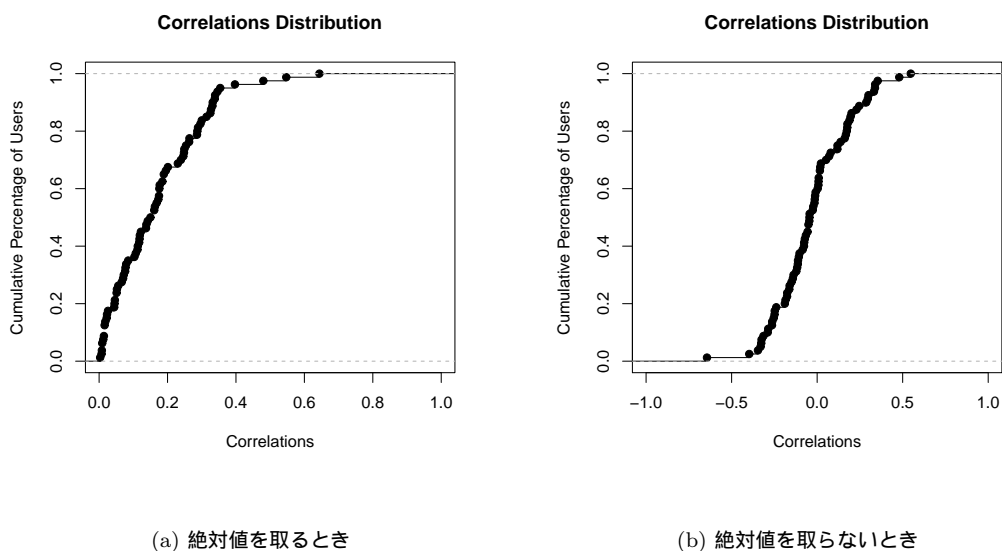 Correlations Distribution
Cumulative Percentage of Users
1.0
0.8
0.6
0.4
0.2
0.0
0.0 0.2 0.4 0.6 0.8 1.0
Correlations
(a) 絶対値を取るとき
Correlations Distribution
Cumulative Percentage of Users
1.0
0.8
0.6
0.4
0.2
0.0
−1.0 −0.5 0.0 0.5 1.0
Correlations
(b) 絶対値を取らないとき